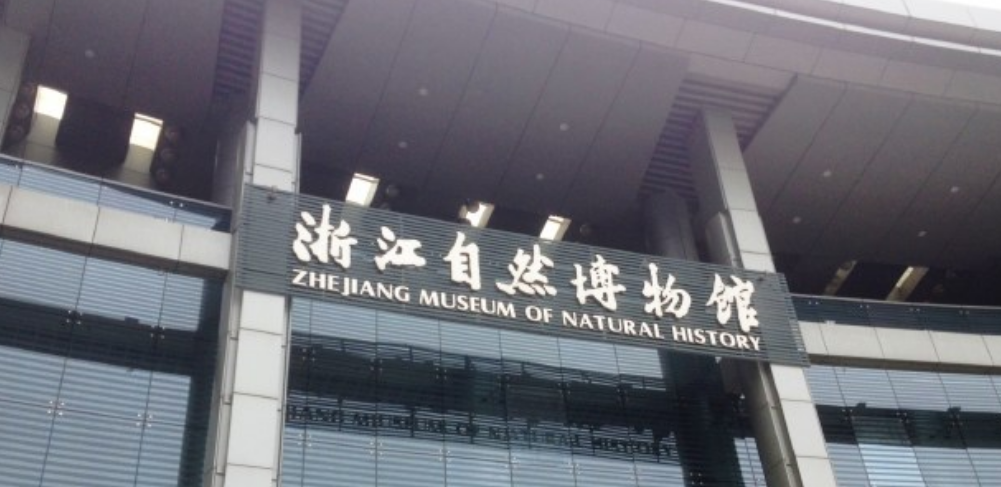 浙江自然博物馆
ZHEJIANG MUSEUM OF NATURAL HISTORY